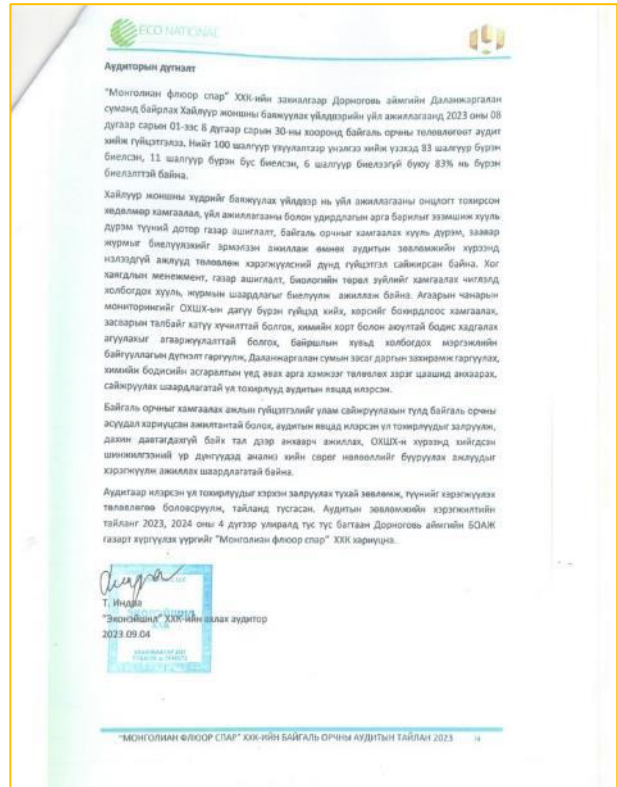 ECO NATIONAL
Аудиторын дүгнэлт
"Монголиан флюор спар" ХХК-ийн захиалгаар Дорноговь аймгийн Даланжаргалан
суманд байрлах Хайлуур жоншны баяжуулах үйлдвэрийн үйл ажиллагаанд 2023 оны 08
дугаар сарын 01-ээс 8 дугаар сарын 30-ны хооронд байгаль орчны төлөвлөгөөт аудит
хийж гүйцэтгэлээ. Нийт 100 шалгуур үзүүлэлтээр үнэлгээ хийж үзэхэд 83 шалгуур бүрэн
биелсэн, 11 шалгуур бүрэн бус биелсэн, 6 шалгуур биелээгүй буюу 83% нь бүрэн
биелэлттэй байна.
Хайлуур жоншны хүдрийг баяжуулах үйлдвэр нь үйл ажиллагааны онцлогт тохирсон
хөдөлмөр хамгаалал, үйл ажиллагааны болон удирдлагын арга барилыг эзэмшиж хууль
дүрэм түүний дотор газар ашиглалт, байгаль орчныг хамгаалах хууль дүрэм, заавар
журмыг биелүүлэхийг эрмэлзэн ажиллаж өмнөх аудитын зөвлөмжийн хүрээнд
нэлээдгүй ажлууд төлөвлөж хэрэгжүүлсний дүнд гүйцэтгэл сайжирсан байна. Хог
хаягдлын менежмент, газар ашиглалт, биологийн төрөл зүйлийг хамгаалах чиглэлд
холбогдох хууль, журмын шаардлагыг биелүүлж ажиллаж байна. Агаарын чанарын
мониторингийг ОХШХ-ын дагуу бүрэн гүйцэд хийх, хөрсийг бохирдлоос хамгаалах,
засварын талбайг хатуу хучилттай болгох, химийн хорт болон аюултай бодис хадгалах
агуулахыг агааржуулалттай болгох, байршлын хувьд холбогдох мэргэжлийн
байгууллагын дүгнэлт гаргуулж, Даланжаргалан сумын засаг даргын захирамж гаргуулах,
химийн бодисийн асгаралтын үед авах арга хэмжээг төлөвлөх зэрэг цаашид анхаарах,
сайжруулах шаардлагатай үл тохирлууд аудитын явцад илэрсэн.
Байгаль орчныг хамгаалах ажлын гүйцэтгэлийг улам сайжруулахын тулд байгаль орчны
асуудал хариуцсан ажилтантай болох, аудитын явцад илэрсэн үл тохирлуудыг залруулж,
дахин давтагдахгүй байх тал дээр анхаарч ажиллах, ОХШХ-н хүрээнд хийгдсэн
шинжилгээний үр дүнгүүдэд анализ хийн сөрөг нөлөөллийг бууруулах ажлуудыг
хэрэгжүүлж ажиллах шаардлагатай байна.
Аудитаар илэрсэн үл тохирлуудыг хэрхэн залруулах тухай зөвлөмж, түүнийг хэрэгжүүлэх
төлөвлөгөө боловсруулж, тайланд тусгасан. Аудитын зөвлөмжийн хэрэгжилтийн
тайланг 2023, 2024 оны 4 дүгээр улиралд тус тус багтаан Дорноговь аймгийн БОАЖ
газарт хүргүүлэх үүргийг "Монголиан флюор спар" ХХК хариуцна.
Т. Индра
"Эконэйшнл" ХХК-ийн ахлах аудитор
2023.09.04
"МОНГОЛИАН ФЛЮОР СПАР" ХХК-ИЙН БАЙГАЛЬ ОРЧНЫ АУДИТЫН ТАЙЛАН 2023